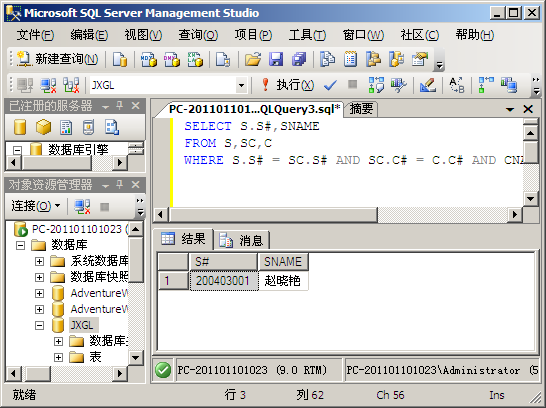 Microsoft SQL Server Management Studio
文件(F) 编辑(E) 视图(V) 查询(Q) 项目(P) 工具(T) 窗口(W) 社区(C) 帮助(H)
新建查询(N)
JXGL 执行(X)
已注册的服务器
数据库引擎
对象资源管理器
连接(O)
PC-201101101023 (
数据库
系统数据库
数据库快照
AdventureW
AdventureW
JXGL
数据库
表
PC-201101101...QLQuery3.sql* 摘要
SELECT S.S#,SNAME
FROM S,SC,C
WHERE S.S# = SC.S# AND SC.C# = C.C# AND CNA
结果 消息
S# SNAME
1 200403001 赵晓艳
PC-201101101023 (9.0 RTM) PC-201101101023\Administrator (5
就绪 行 3 列 62 Ch 56 Ins